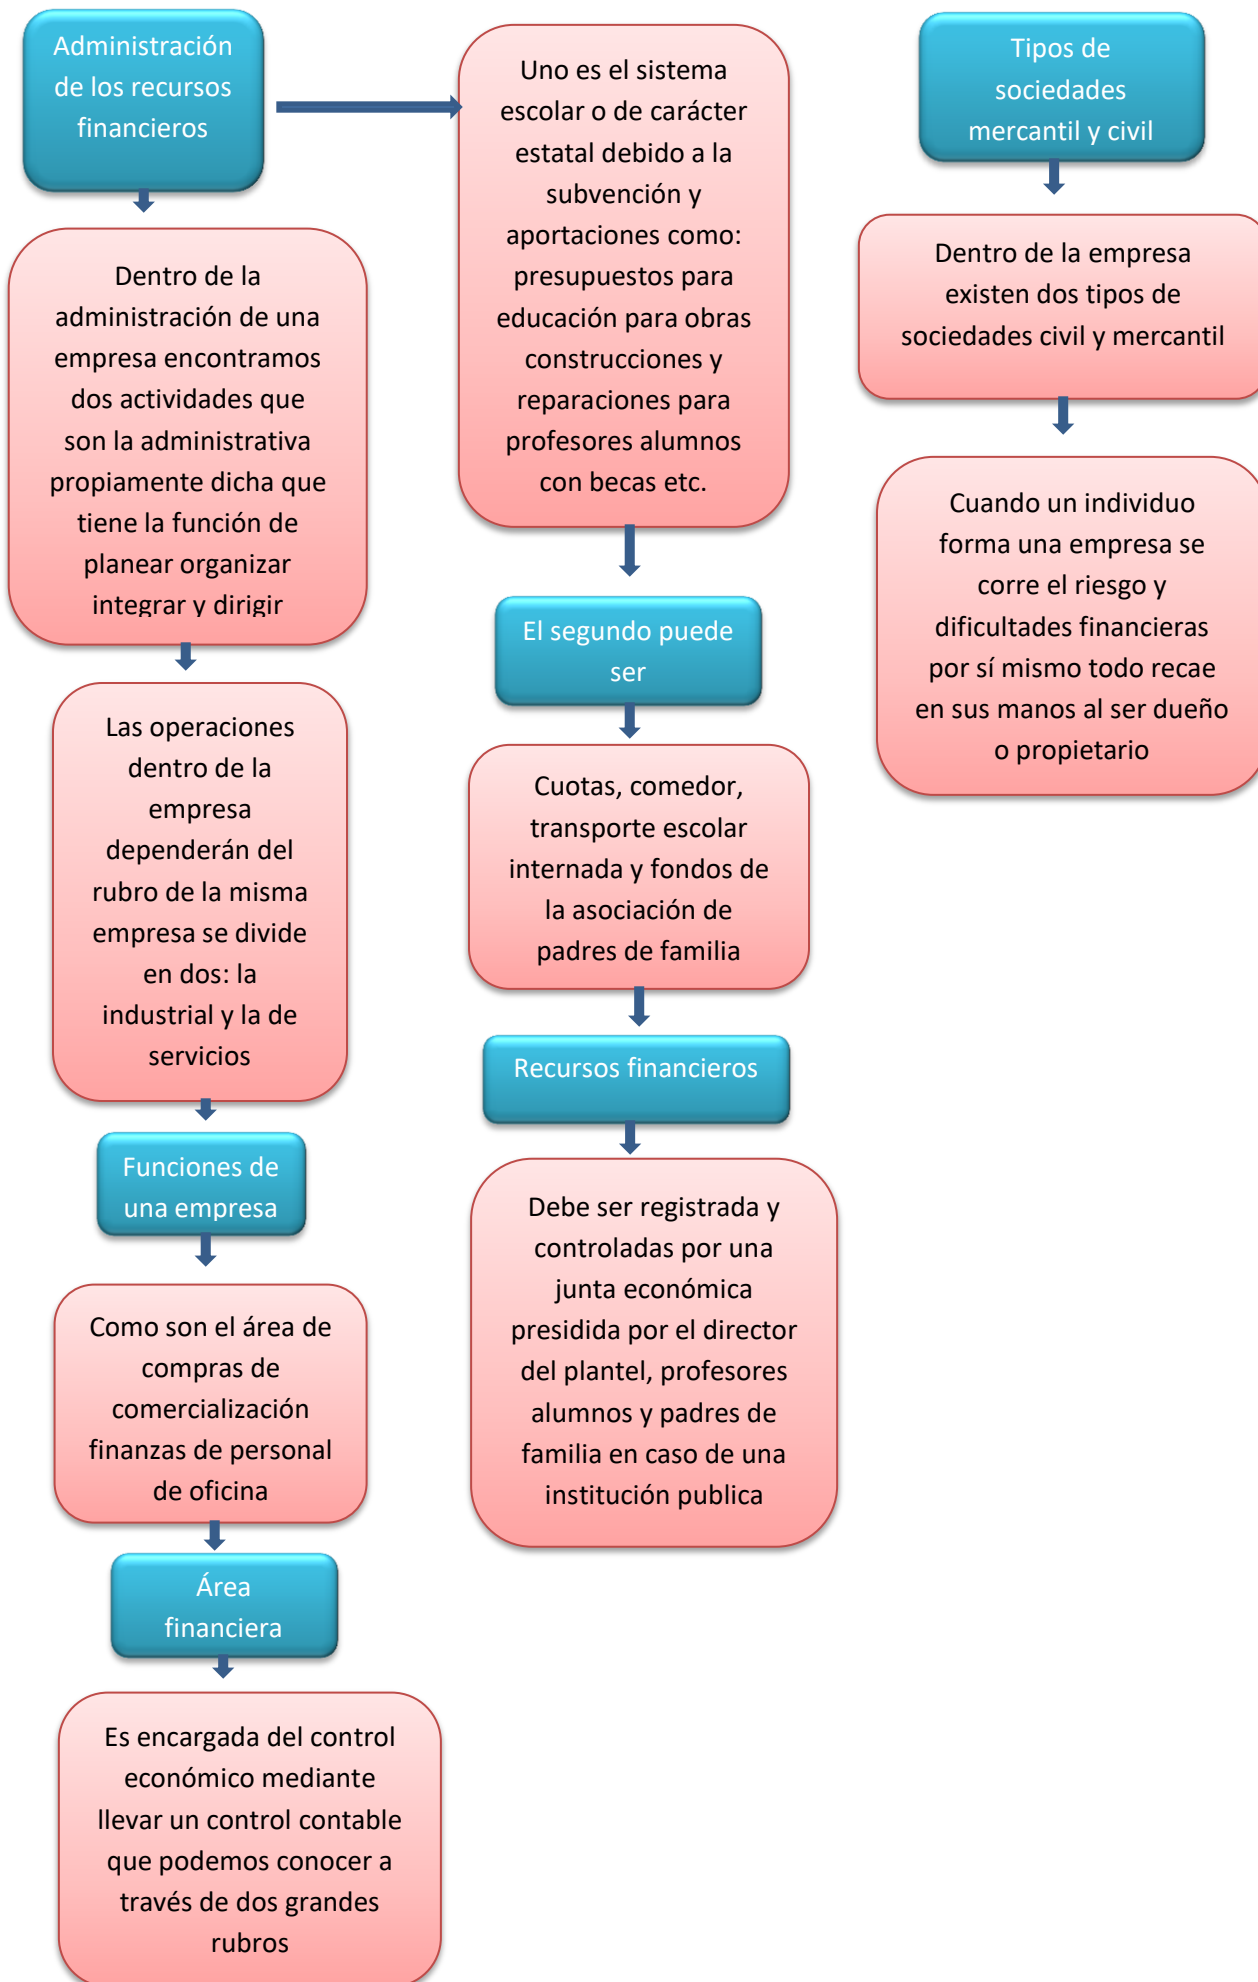 Administración
de los recursos
financieros
Dentro de la
administración de una
empresa encontramos
dos actividades que
son la administrativa
propiamente dicha que
tiene la función de
planear organizar
integrar y dirigir
Las operaciones
dentro de la
empresa
dependerán del
rubro de la misma
empresa se divide
en dos: la
industrial y la de
servicios
Funciones de
una empresa
Como son el área de
compras de
comercialización
finanzas de personal
de oficina
Área
financiera
Es encargada del control
económico mediante
llevar un control contable
que podemos conocer a
través de dos grandes
rubros
Uno es el sistema
escolar o de carácter
estatal debido a la
subvención y
aportaciones como:
presupuestos para
educación para obras
construcciones y
reparaciones para
profesores alumnos
con becas etc.
El segundo puede
ser
Cuotas, comedor,
transporte escolar
internada y fondos de
la asociación de
padres de familia
Recursos financieros
Debe ser registrada y
controladas por una
junta económica
presidida por el director
del plantel, profesores
alumnos y padres de
familia en caso de una
institución publica
Tipos de
sociedades
mercantil y civil
Dentro de la empresa
existen dos tipos de
sociedades civil y mercantil
Cuando un individuo
forma una empresa se
corre el riesgo y
dificultades financieras
por sí mismo todo recae
en sus manos al ser dueño
o propietario